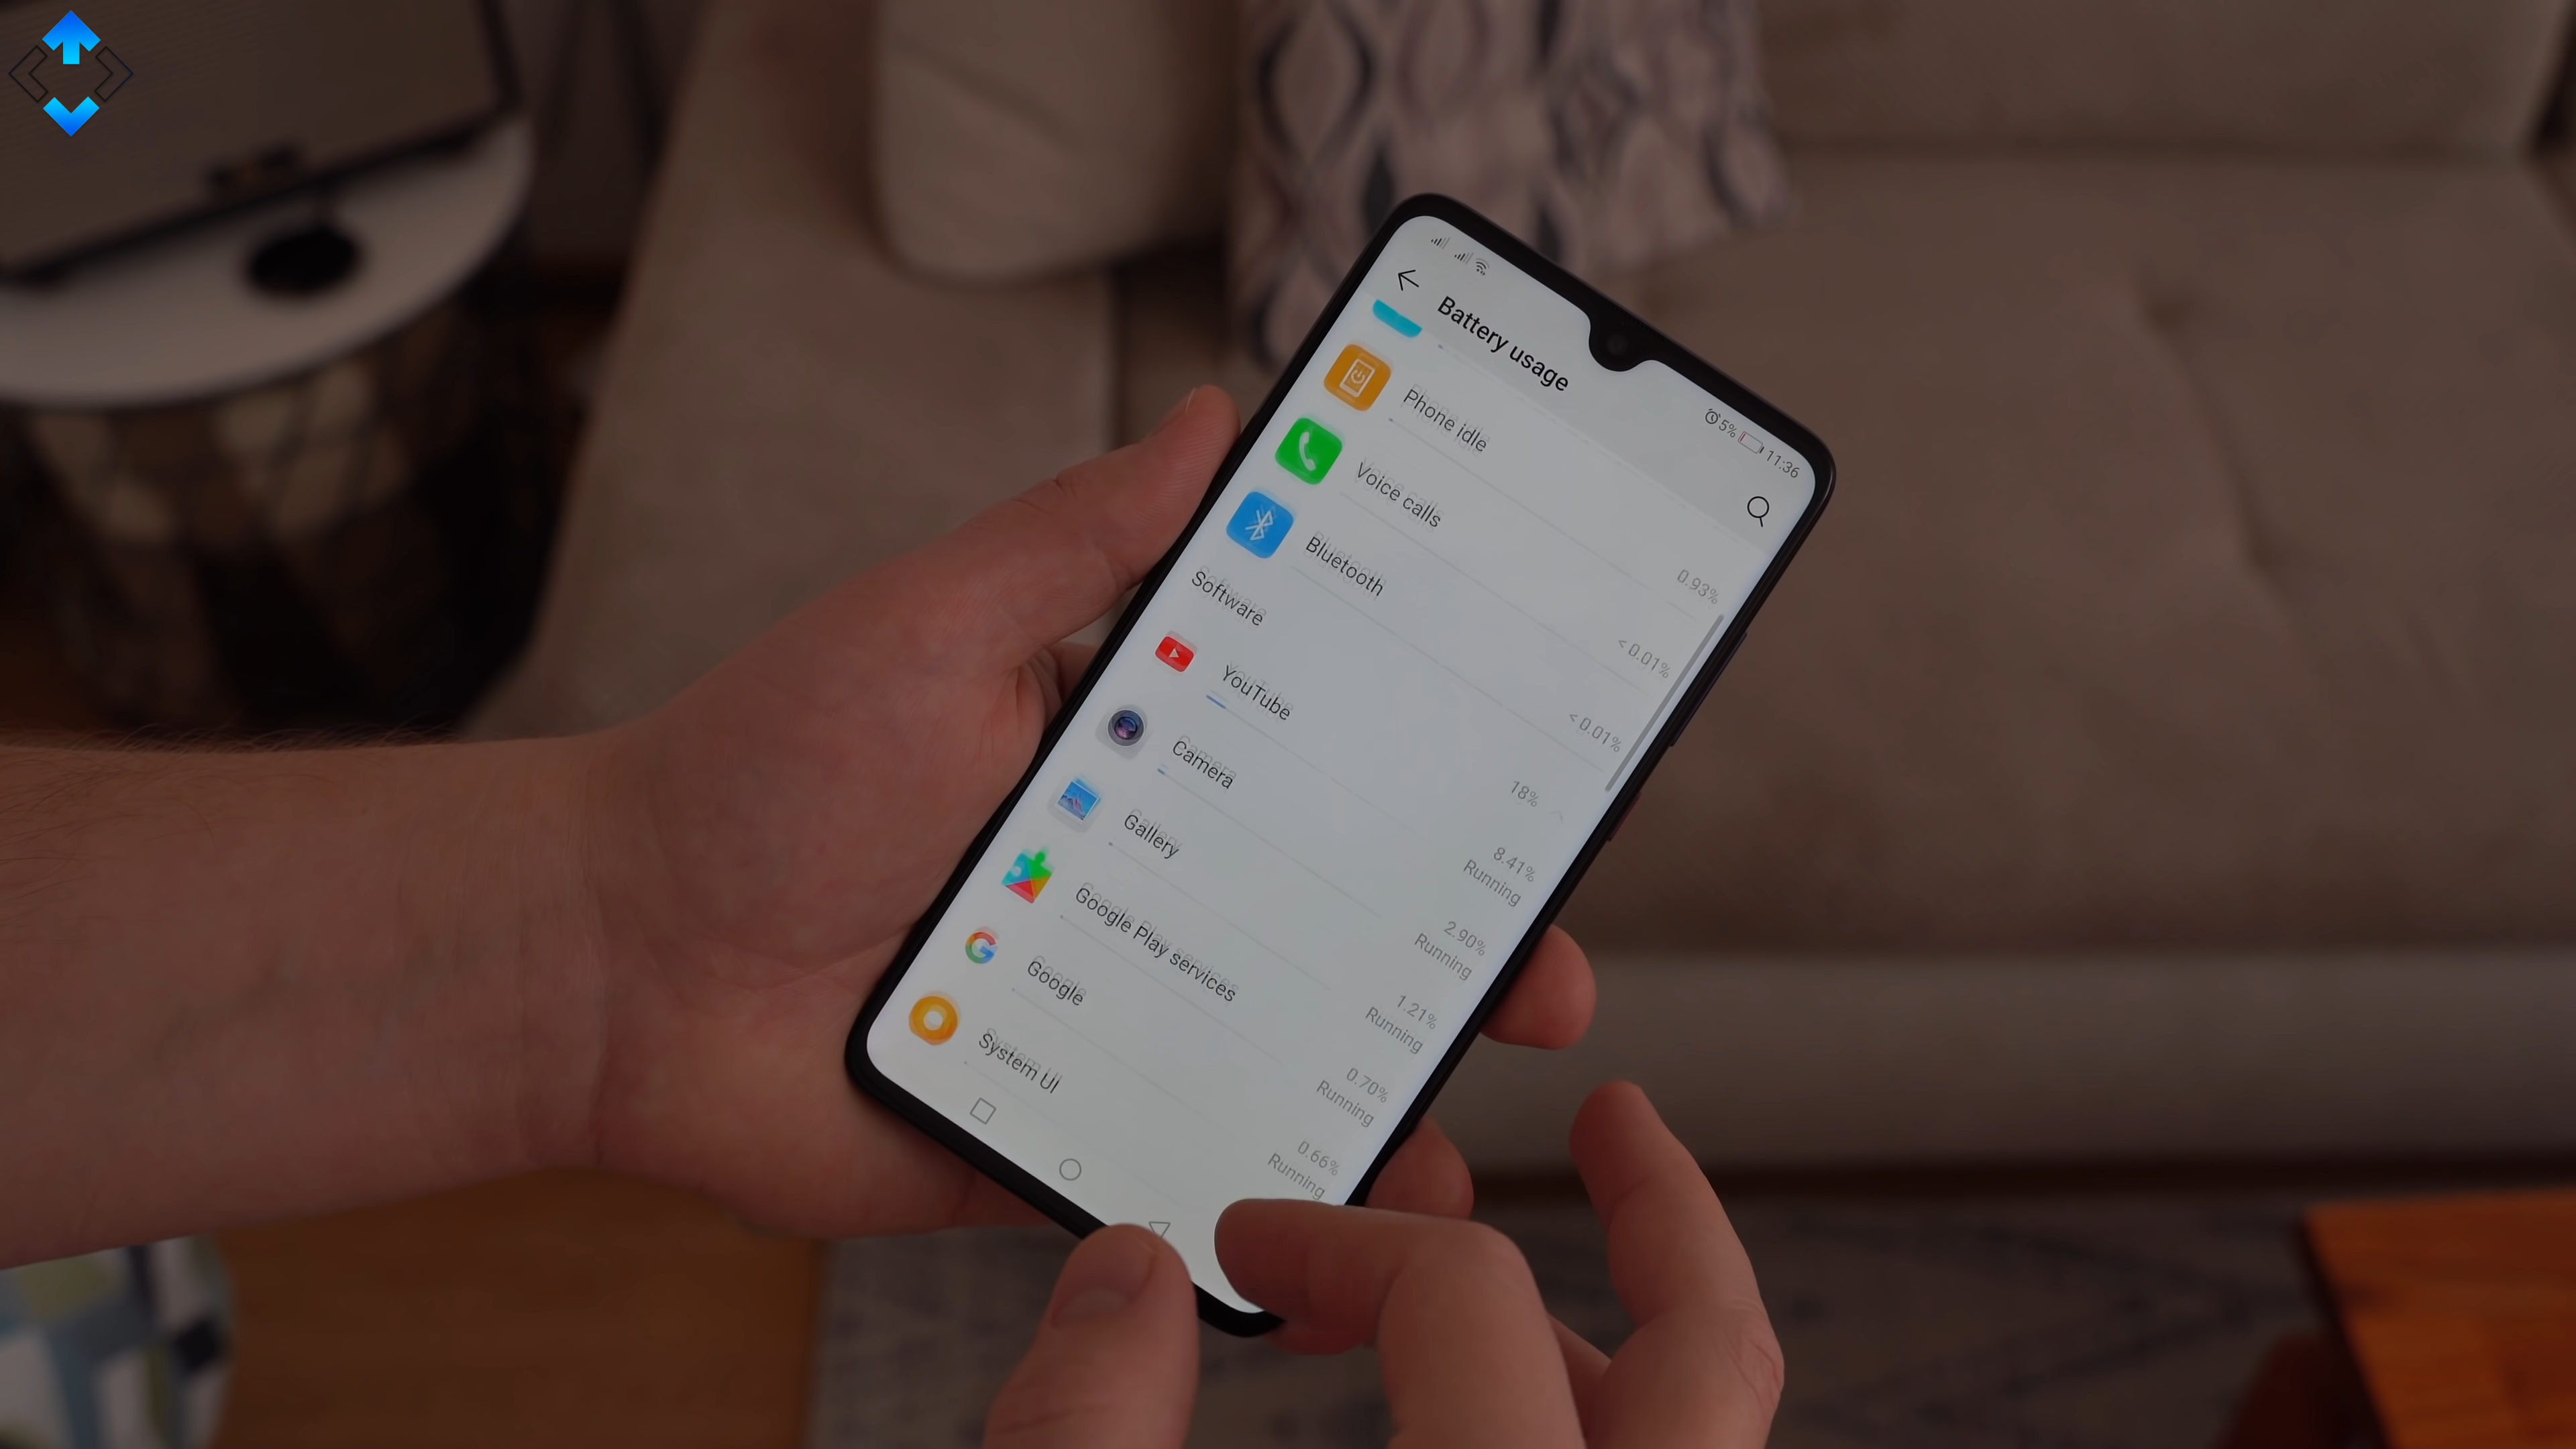 5% 11:36
Battery usage
Phone idle 0.93%
Voice calls < 0.01%
Bluetooth < 0.01%
Software 18%
YouTube 8.41%
Running
Camera 2.90%
Running
Gallery 1.21%
Running
Google Play services 0.70%
Running
Google 0.66%
Running
System UI